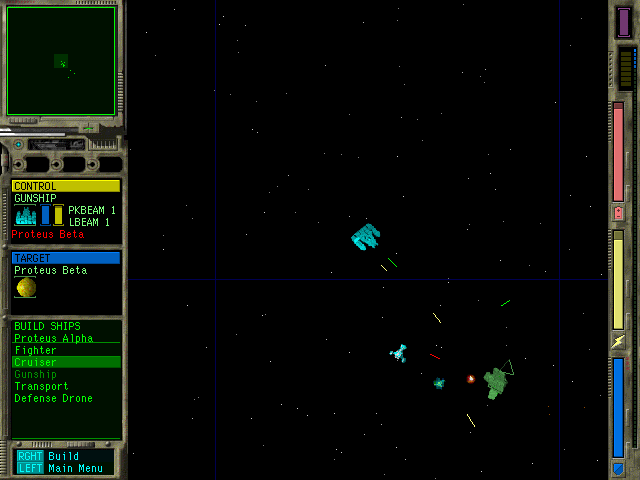 CONTROL
GUNSHIP
PKBEAM 1
LBEAM 1
Proteus Beta
TARGET
Proteus Beta
BUILD SHIPS
Proteus Alpha
Fighter
Cruiser
Gunship
Transport
Defense Drone
RGHT Build
LEFT Main Menu